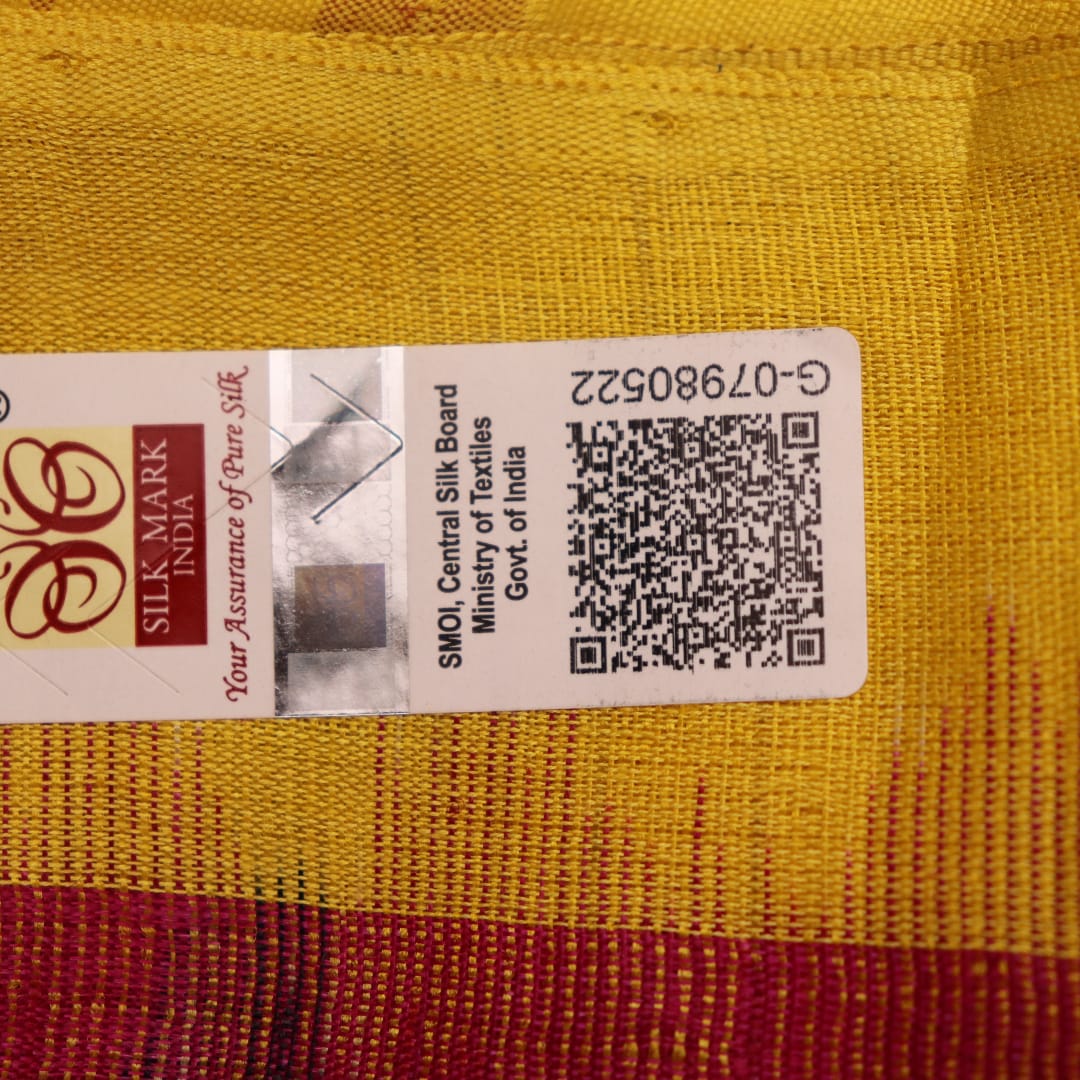 ®
SILK MARK
INDIA
Your Assurance of Pure Silk
SMOI, Central Silk Board
Ministry of Textiles
Govt. of India
G-07980522